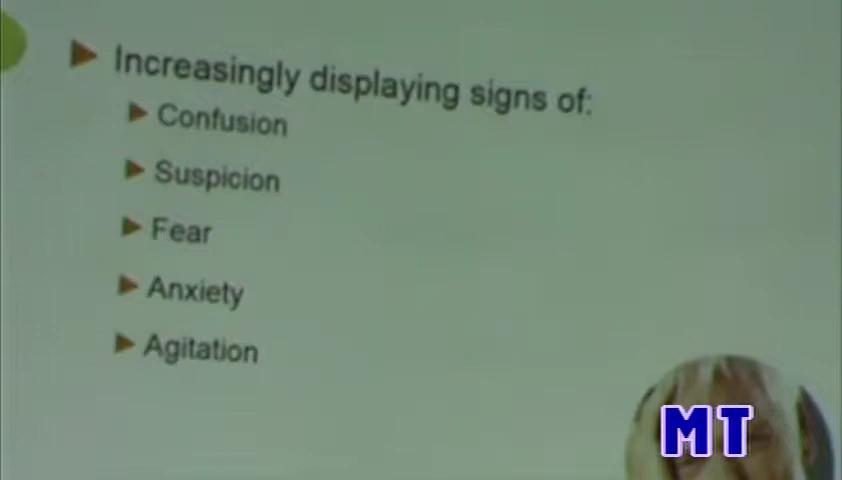 Increasingly displaying signs of:
Confusion
Suspicion
Fear
Anxiety
Agitation
MT